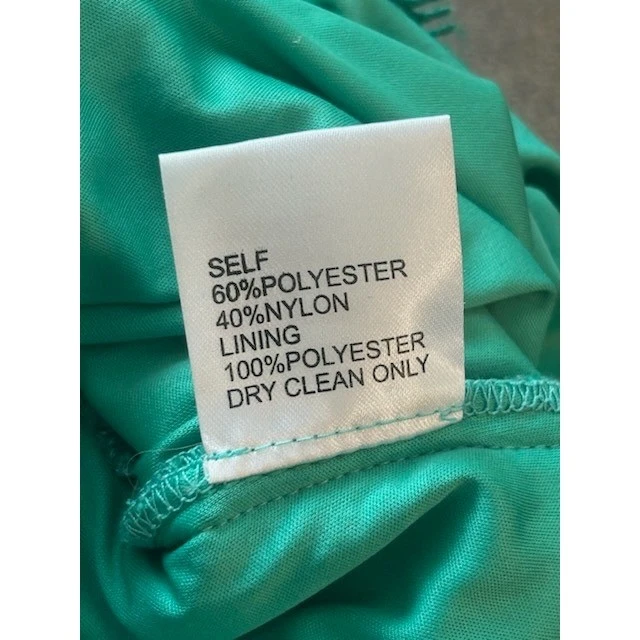 SELF
60%POLYESTER
40%NYLON
LINING
100%POLYESTER
DRY CLEAN ONLY